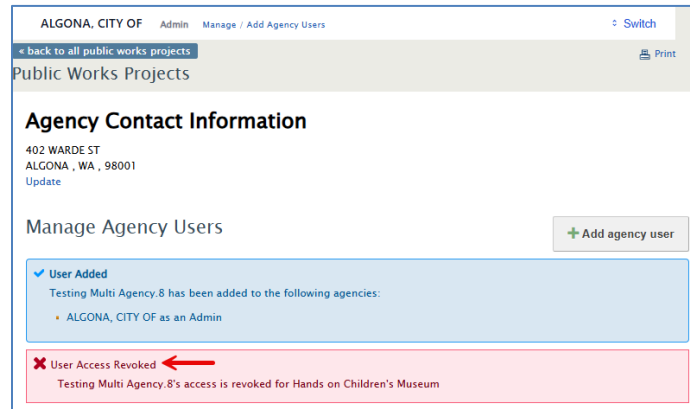 ALGONA, CITY OF Admin Manage / Add Agency Users Switch
« back to all public works projects Print
Public Works Projects
Agency Contact Information
402 WARDE ST
ALGONA , WA , 98001
Update
Manage Agency Users
+ Add agency user
User Added
Testing Multi Agency.8 has been added to the following agencies:
ALGONA, CITY OF as an Admin
User Access Revoked
Testing Multi Agency.8's access is revoked for Hands on Children's Museum